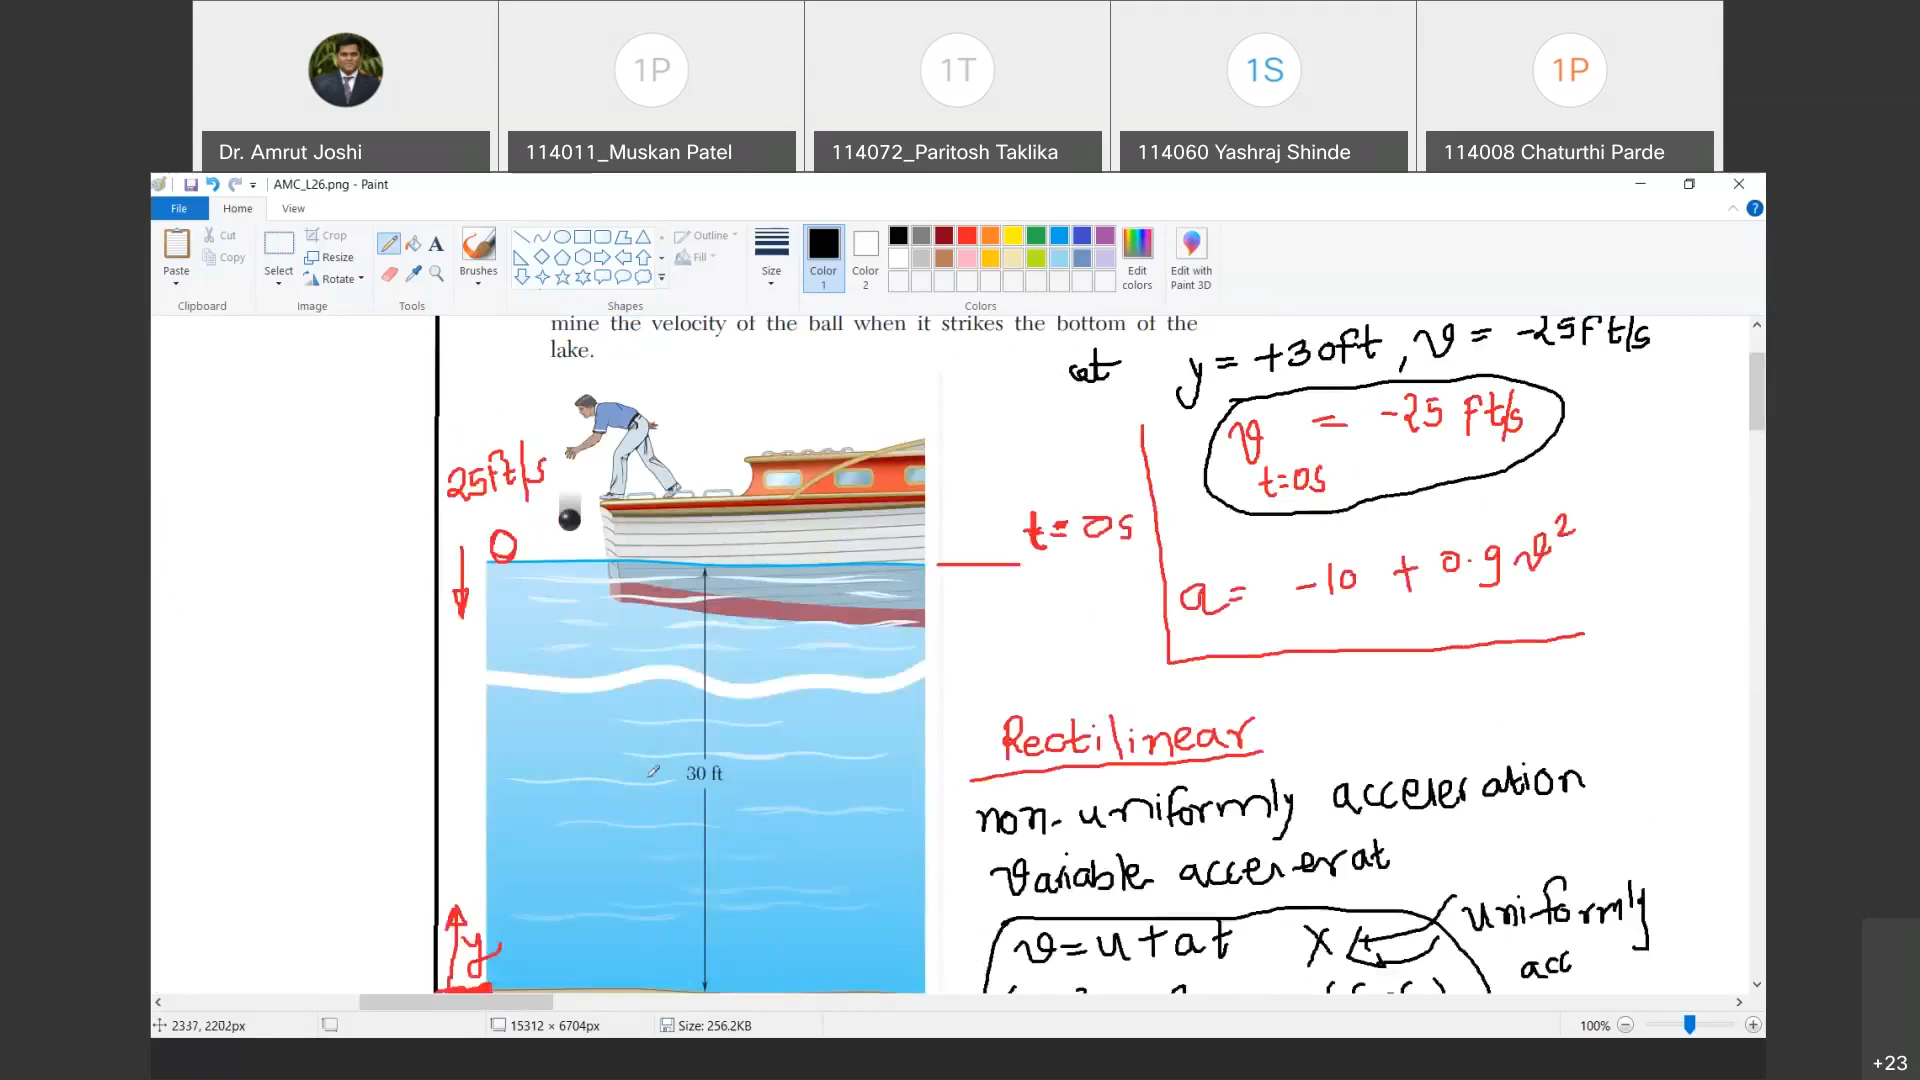 1P
1T
1S
1P
Dr. Amrut Joshi
114011_Muskan Patel
114072_Paritosh Taklika
114060 Yashraj Shinde
114008 Chaturthi Parde
AMC_L26.png - Paint
File
Home
View
Paste
Cut
Copy
Clipboard
Select
Crop
Resize
Rotate
Image
A
Tools
Brushes
Outline
Fill
Shapes
Size
Color
1
Color
2
Edit
colors
Edit with
Paint 3D
Colors
mine the velocity of the ball when it strikes the bottom of the
lake.
at y = +30ft, v = -25ft/s
v = -25 ft/s
t=0s
25ft/s
t = 0s
a = -10 + 0.9 v²
30 ft
y
Rectilinear
non-uniformly acceleration
Variable accelerat
v = u + at X uniformly
acc
2337, 2202px
15312 × 6704px
Size: 256.2KB
100%
+23